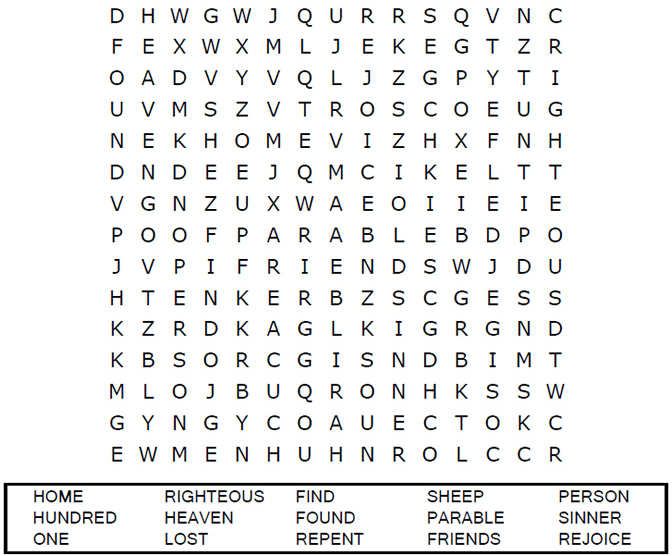 D H W G W J Q U R R S Q V N C
F E X W X M L J E K E G T Z R
O A D V Y V Q L J Z G P Y T I
U V M S Z V T R O S C O E U G
N E K H O M E V I Z H X F N H
D N D E E J Q M C I K E L T T
V G N Z U X W A E O I I E I E
P O O F P A R A B L E B D P O
J V P I F R I E N D S W J D U
H T E N K E R B Z S C G E S S
K Z R D K A G L K I G R G N D
K B S O R C G I S N D B I M T
M L O J B U Q R O N H K S S W
G Y N G Y C O A U E C T O K C
E W M E N H U H N R O L C C R
HOME RIGHTEOUS FIND SHEEP PERSON
HUNDRED HEAVEN FOUND PARABLE SINNER
ONE LOST REPENT FRIENDS REJOICE